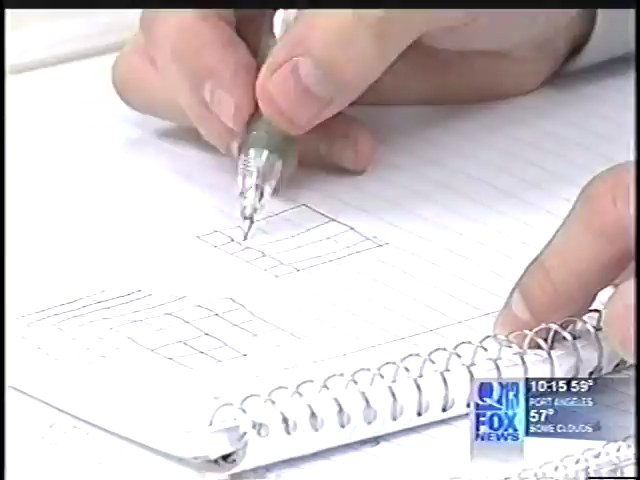 Q13
FOX
NEWS
10:15 59°
PORT ANGELES
57°
SOME CLOUDS